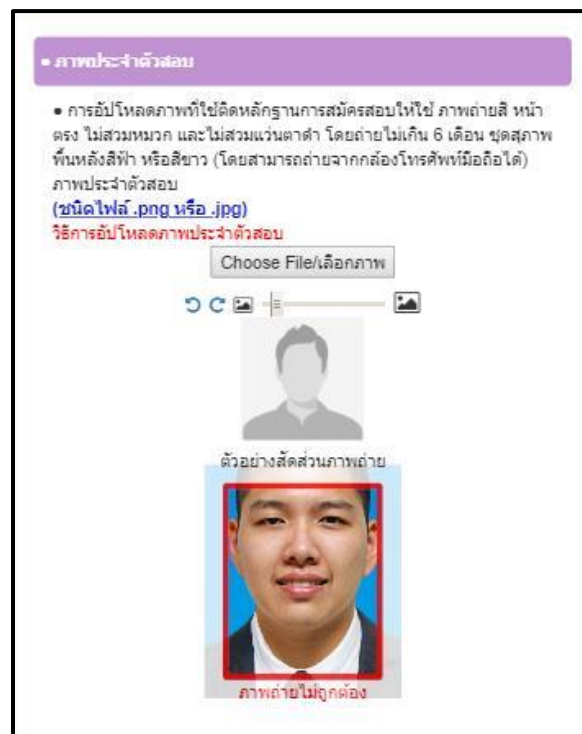 ● ภาพประจำตัวสอบ
● การอัปโหลดภาพที่ใช้ติดหลักฐานการสมัครสอบให้ใช้ ภาพถ่ายสี หน้า
ตรง ไม่สวมหมวก และไม่สวมแว่นตาดำ โดยถ่ายไม่เกิน 6 เดือน ชุดสุภาพ
พื้นหลังสีฟ้า หรือสีขาว (โดยสามารถถ่ายจากกล้องโทรศัพท์มือถือได้)
ภาพประจำตัวสอบ
(ชนิดไฟล์ .png หรือ .jpg)
วิธีการอัปโหลดภาพประจำตัวสอบ
Choose File/เลือกภาพ
ตัวอย่างสัดส่วนภาพถ่าย
ภาพถ่ายไม่ถูกต้อง